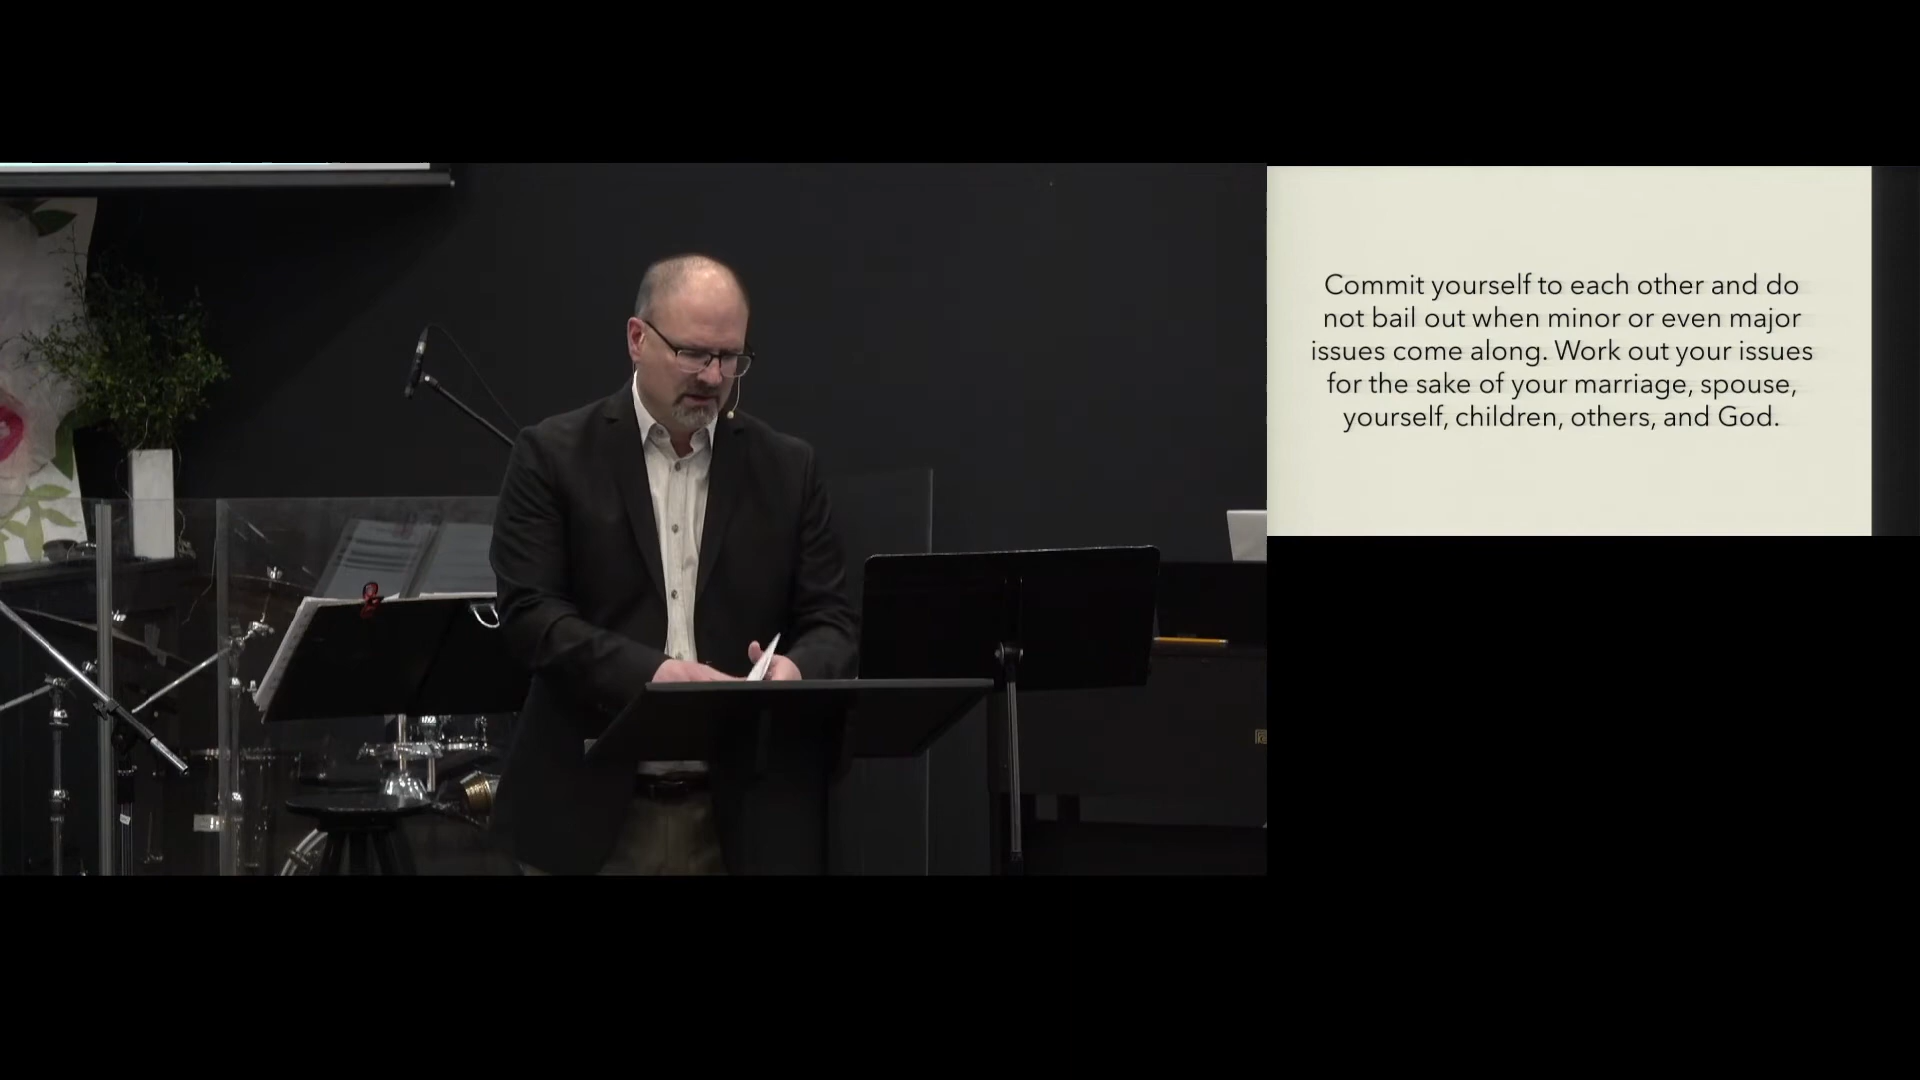 Commit yourself to each other and do
not bail out when minor or even major
issues come along. Work out your issues
for the sake of your marriage, spouse,
yourself, children, others, and God.